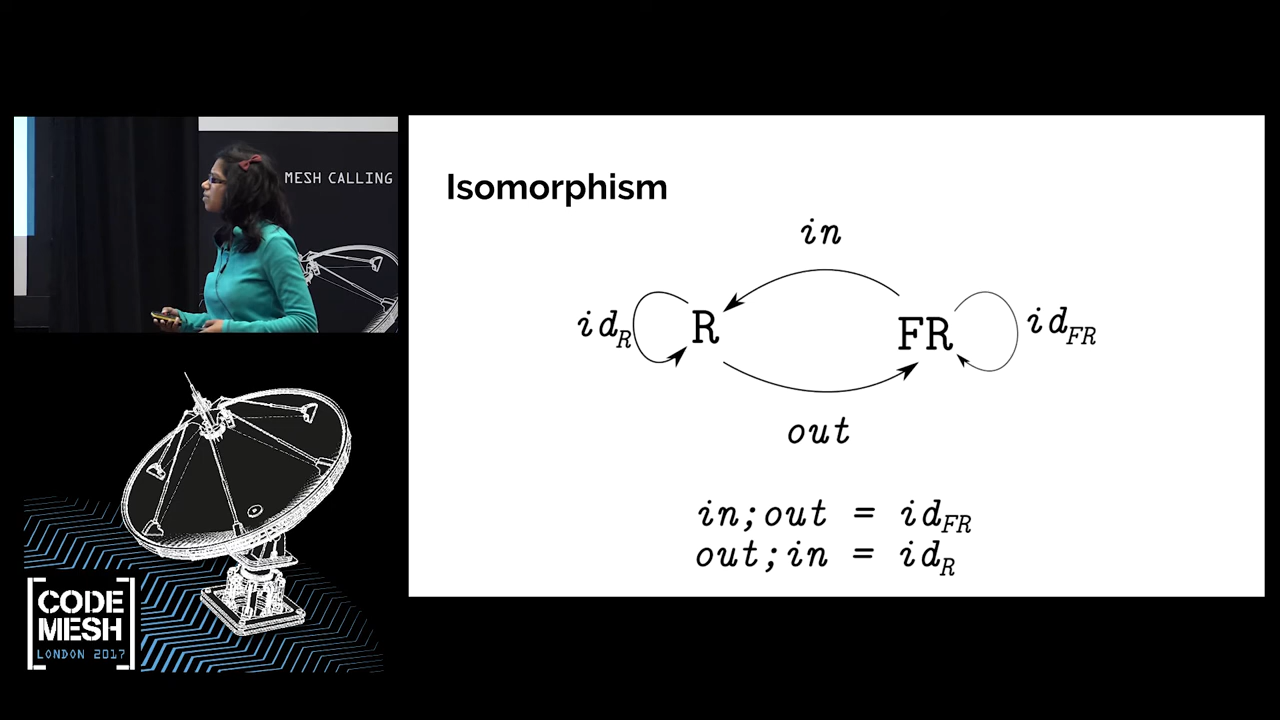 MESH CALLING
Isomorphism
in
id_R R FR id_FR
out
in;out = id_FR
out;in = id_R
CODE
MESH
LONDON 2017